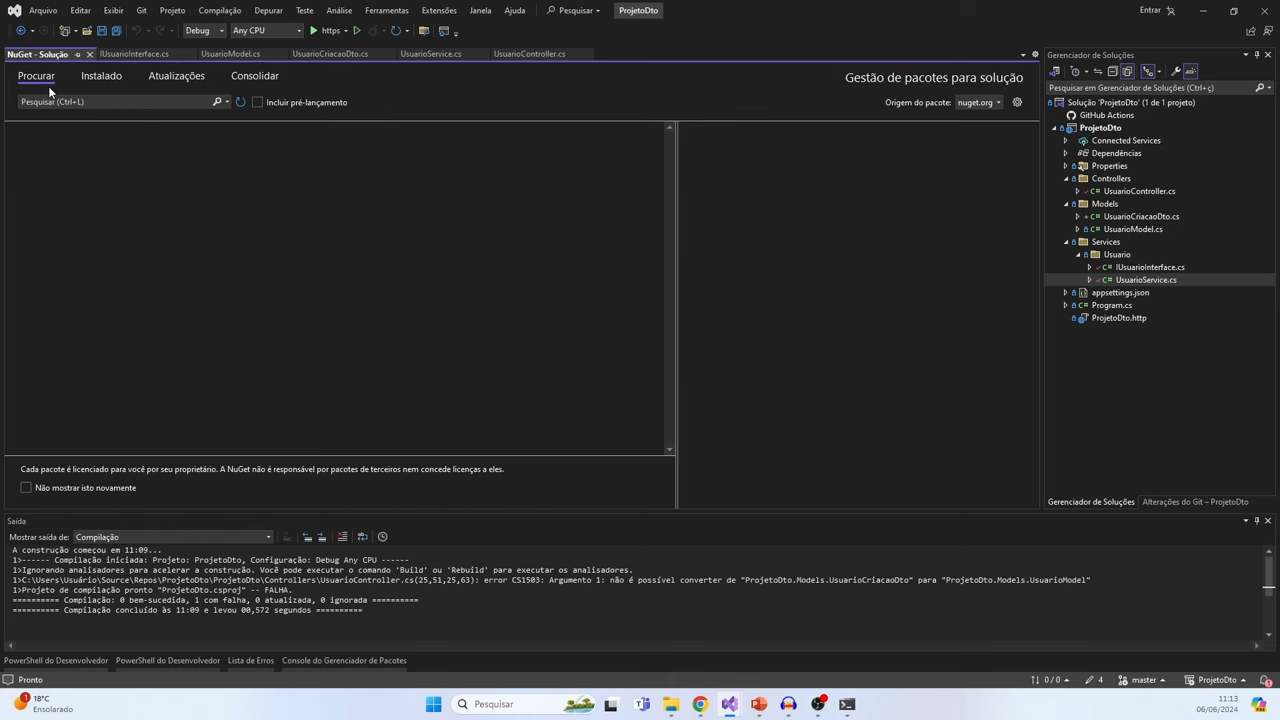 Arquivo Editar Exibir Git Projeto Compilação Depurar Teste Análise Ferramentas Extensões Janela Ajuda Pesquisar ProjetoDto Entrar
Debug Any CPU https
NuGet - Solução IUsuarioInterface.cs UsuarioModel.cs UsuarioCriacaoDto.cs UsuarioService.cs UsuarioController.cs
Procurar Instalado Atualizações Consolidar
Gestão de pacotes para solução
Pesquisar (Ctrl+L) Incluir pré-lançamento
Origem do pacote: nuget.org
Cada pacote é licenciado para você por seu proprietário. A NuGet não é responsável por pacotes de terceiros nem concede licenças a eles.
Não mostrar isto novamente
Gerenciador de Soluções
Pesquisar em Gerenciador de Soluções (Ctrl+ç)
Solução 'ProjetoDto' (1 de 1 projeto)
GitHub Actions
ProjetoDto
Connected Services
Dependências
Properties
Controllers
C# UsuarioController.cs
Models
C# UsuarioCriacaoDto.cs
C# UsuarioModel.cs
Services
Usuario
C# IUsuarioInterface.cs
C# UsuarioService.cs
appsettings.json
C# Program.cs
ProjetoDto.http
Gerenciador de Soluções Alterações do Git – ProjetoDto
Saída
Mostrar saída de: Compilação
A construção começou em 11:09...
1>------ Compilação iniciada: Projeto: ProjetoDto, Configuração: Debug Any CPU ------
1>Ignorando analisadores para acelerar a construção. Você pode executar o comando 'Build' ou 'Rebuild' para executar os analisadores.
1>C:\Users\Usuário\Source\Repos\ProjetoDto\ProjetoDto\Controllers\UsuarioController.cs(25,51,25,63): error CS1503: Argumento 1: não é possível converter de "ProjetoDto.Models.UsuarioCriacaoDto" para "ProjetoDto.Models.UsuarioModel"
1>Projeto de compilação pronto "ProjetoDto.csproj" -- FALHA.
========== Compilação: 0 bem-sucedida, 1 com falha, 0 atualizada, 0 ignorada ==========
========== Compilação concluído às 11:09 e levou 00,572 segundos ==========
PowerShell do Desenvolvedor PowerShell do Desenvolvedor Lista de Erros Console do Gerenciador de Pacotes
Pronto 0 / 0 4 master ProjetoDto 1
18°C
Ensolarado
Pesquisar
11:13
06/06/2024